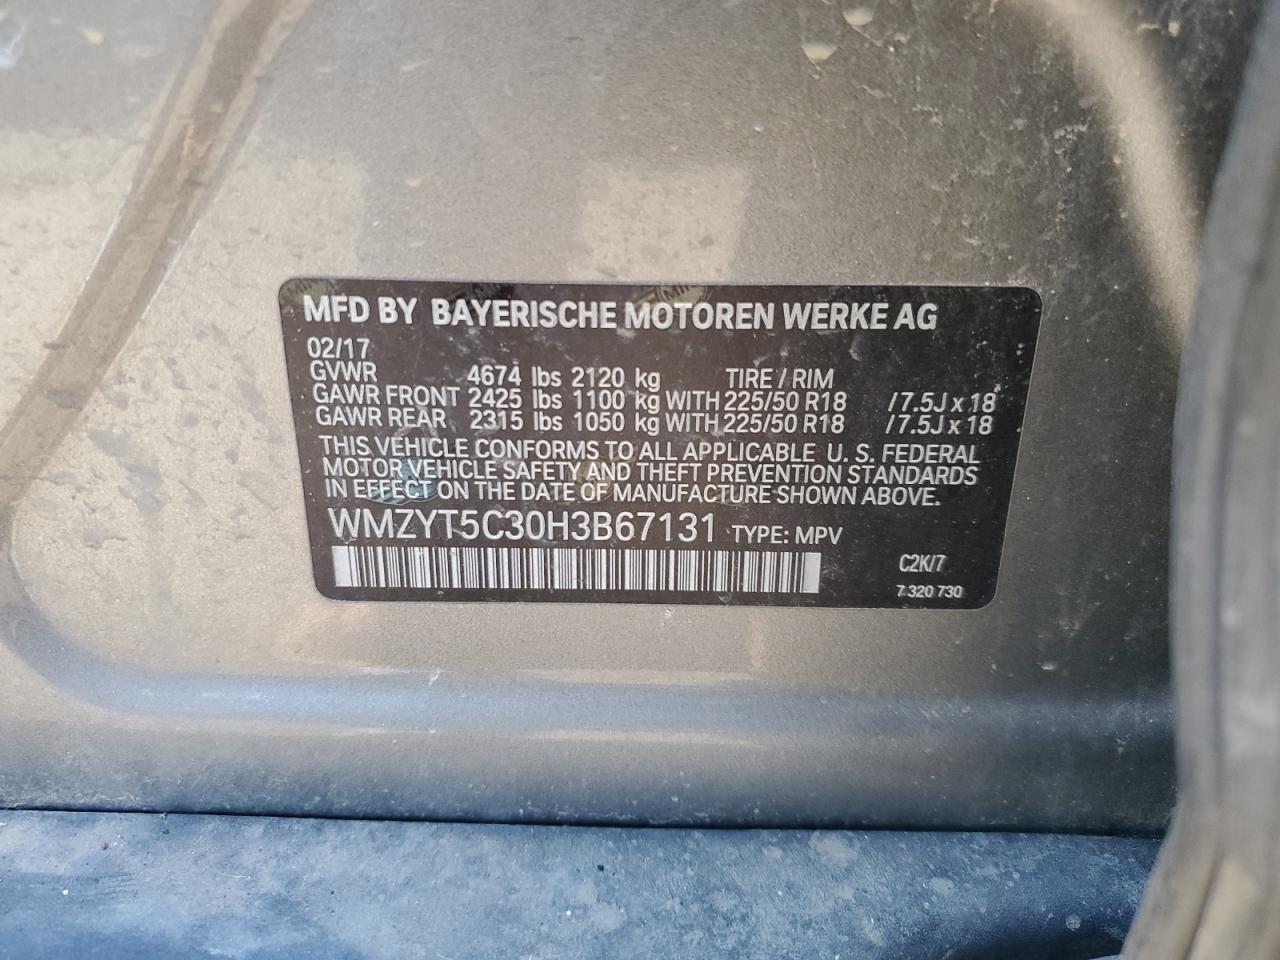 MFD BY BAYERISCHE MOTOREN WERKE AG
02/17
GVWR 4674 lbs 2120 kg TIRE / RIM
GAWR FRONT 2425 lbs 1100 kg WITH 225/50 R18 / 7.5J x 18
GAWR REAR 2315 lbs 1050 kg WITH 225/50 R18 / 7.5J x 18
THIS VEHICLE CONFORMS TO ALL APPLICABLE U. S. FEDERAL
MOTOR VEHICLE SAFETY AND THEFT PREVENTION STANDARDS
IN EFFECT ON THE DATE OF MANUFACTURE SHOWN ABOVE.
WMZYT5C30H3B67131 TYPE: MPV
C2K/7
7 320 730